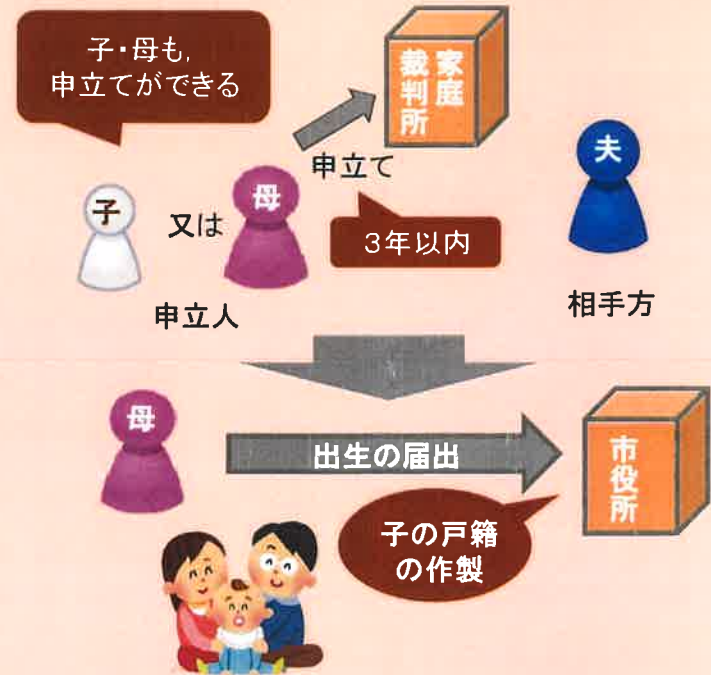 子・母も,
申立てができる
家庭
裁判所
申立て
夫
子
又は
母
3年以内
申立人
相手方
母
出生の届出
市役所
子の戸籍
の作製